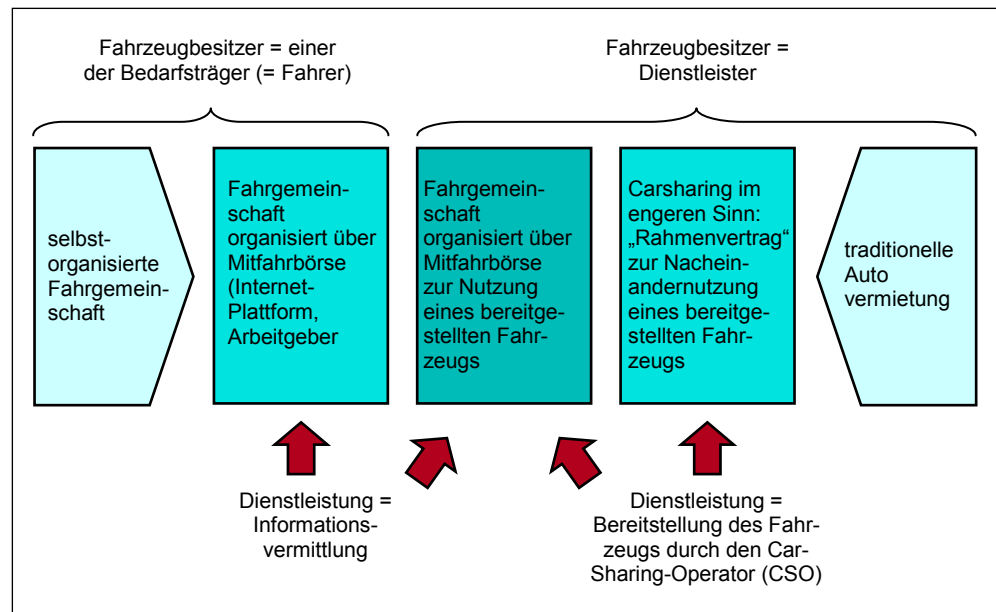 Fahrzeugbesitzer = einer
der Bedarfsträger (= Fahrer)
Fahrzeugbesitzer =
Dienstleister
selbst-
organisierte
Fahrgemein-
schaft
Fahrgemein-
schaft
organisiert über
Mitfahrbörse
(Internet-
Plattform,
Arbeitgeber
Fahrgemein-
schaft
organisiert über
Mitfahrbörse
zur Nutzung
eines bereitge-
stellten Fahr-
zeugs
Carsharing im
engeren Sinn:
„Rahmenvertrag“
zur Nachein-
andernutzung
eines bereitge-
stellten Fahr-
zeugs
traditionelle
Auto
vermietung
Dienstleistung =
Informations-
vermittlung
Dienstleistung =
Bereitstellung des Fahr-
zeugs durch den Car-
Sharing-Operator (CSO)